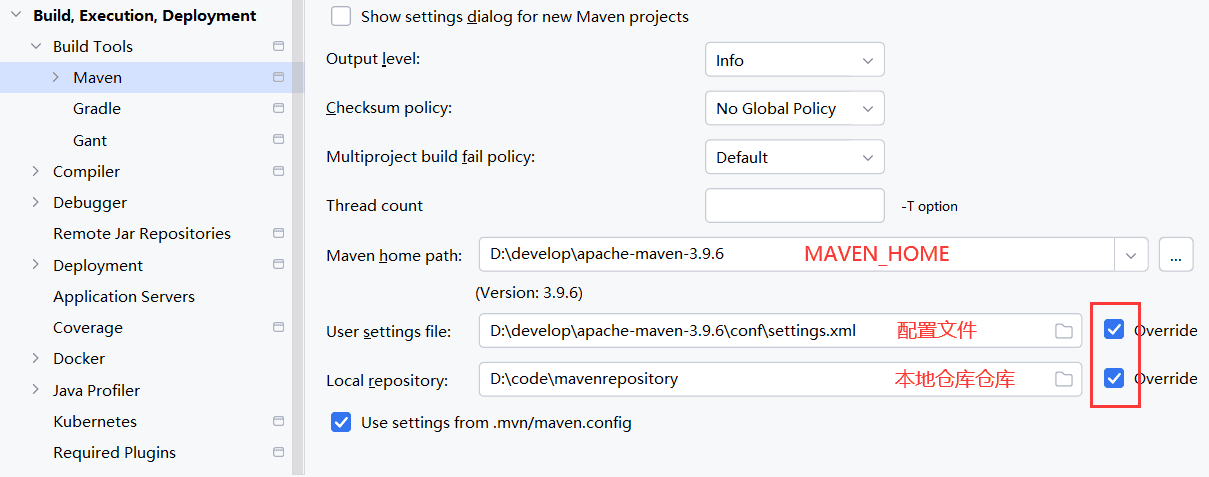 Build, Execution, Deployment
Build Tools
Maven
Gradle
Gant
Compiler
Debugger
Remote Jar Repositories
Deployment
Application Servers
Coverage
Docker
Java Profiler
Kubernetes
Required Plugins
Show settings dialog for new Maven projects
Output level: Info
Checksum policy: No Global Policy
Multiproject build fail policy: Default
Thread count -T option
Maven home path: D:\develop\apache-maven-3.9.6 MAVEN_HOME ...
(Version: 3.9.6)
User settings file: D:\develop\apache-maven-3.9.6\conf\settings.xml 配置文件 Override
Local repository: D:\code\mavenrepository 本地仓库仓库 Override
Use settings from .mvn/maven.config